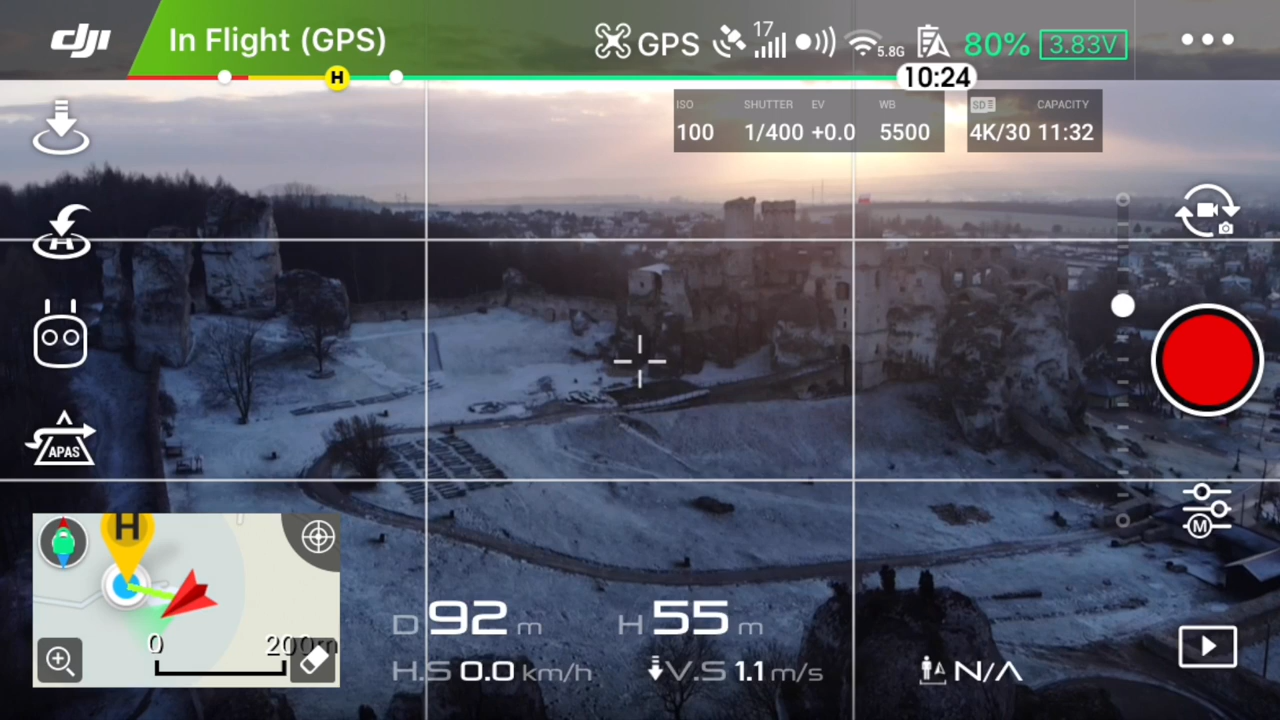 dji In Flight (GPS) GPS 17 5.8G 80% 3.83V
H 10:24
ISO SHUTTER EV WB SD CAPACITY
100 1/400 +0.0 5500 4K/30 11:32
H
APAS
M
H
0 200m
D 92 m H 55 m
H.S 0.0 km/h V.S 1.1 m/s N/A